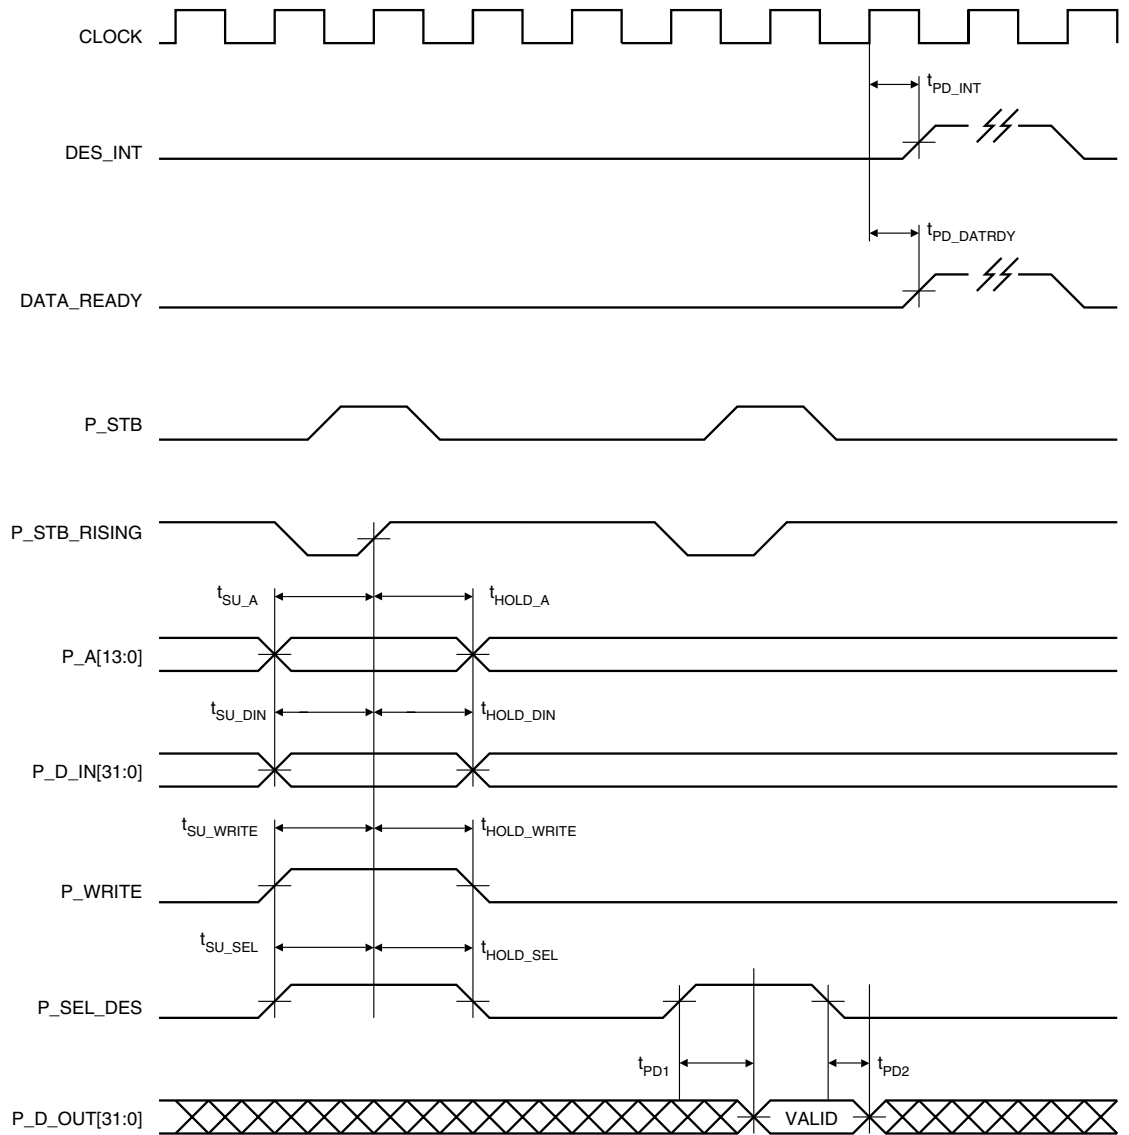 CLOCK
tPD_INT
DES_INT
tPD_DATRDY
DATA_READY
P_STB
P_STB_RISING
tSU_A tHOLD_A
P_A[13:0]
tSU_DIN tHOLD_DIN
P_D_IN[31:0]
tSU_WRITE tHOLD_WRITE
P_WRITE
tSU_SEL tHOLD_SEL
P_SEL_DES
tPD1 tPD2
P_D_OUT[31:0] VALID